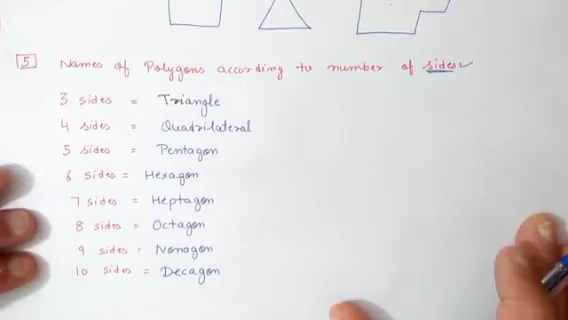 5 Names of Polygons according to number of sides
3 sides = Triangle
4 sides = Quadrilateral
5 sides = Pentagon
6 sides = Hexagon
7 sides = Heptagon
8 sides = Octagon
9 sides = Nonagon
10 sides = Decagon